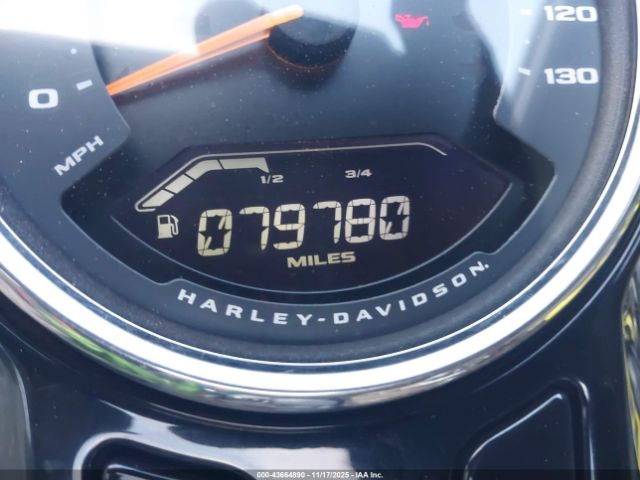 120
130
0
MPH
1/2 3/4
079780
MILES
HARLEY-DAVIDSON.
000-43664890 - 11/17/2025 - IAA Inc.